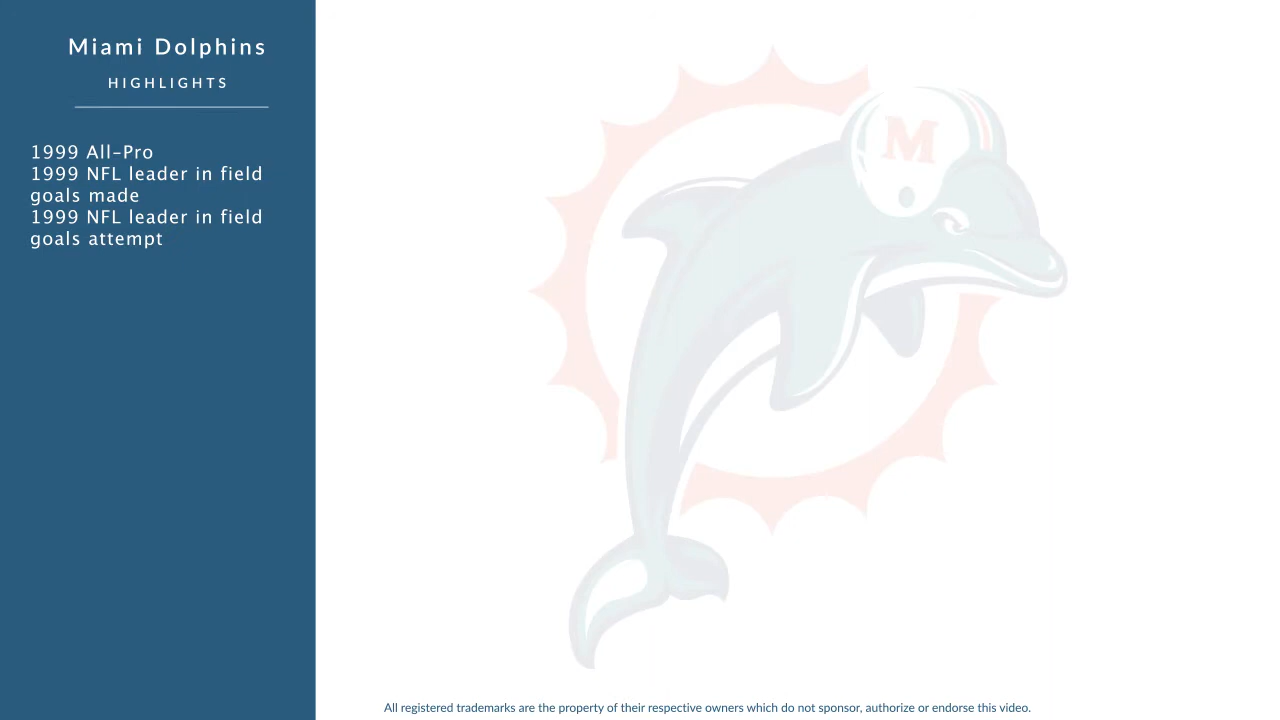 Miami Dolphins
HIGHLIGHTS
1999 All-Pro
1999 NFL leader in field
goals made
1999 NFL leader in field
goals attempt
M
All registered trademarks are the property of their respective owners which do not sponsor, authorize or endorse this video.